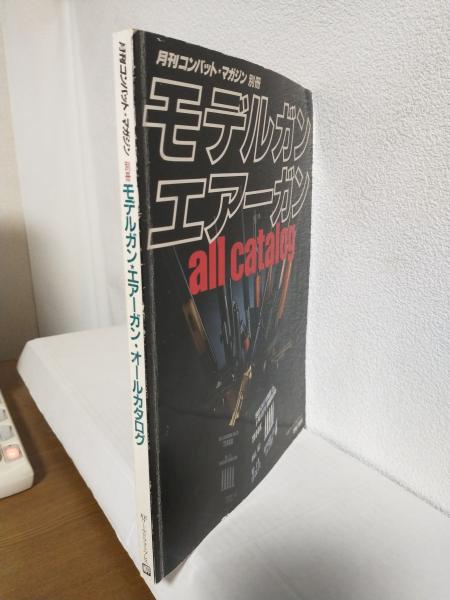 月刊コンバット・マガジン 別冊
モデルガン
エアーガン
all catalog
月刊コンバット・マガジン 別冊 モデルガン・エアーガン・オールカタログ